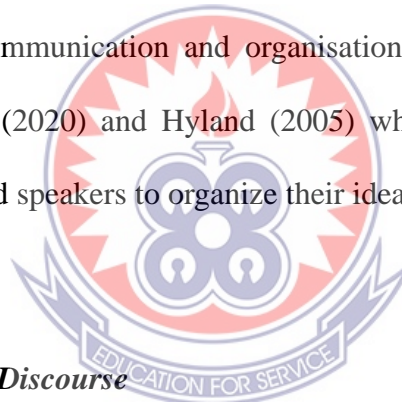 mmunication and organisation
(2020) and Hyland (2005) wh
d speakers to organize their idea
EDUCATION FOR SERVICE
Discourse